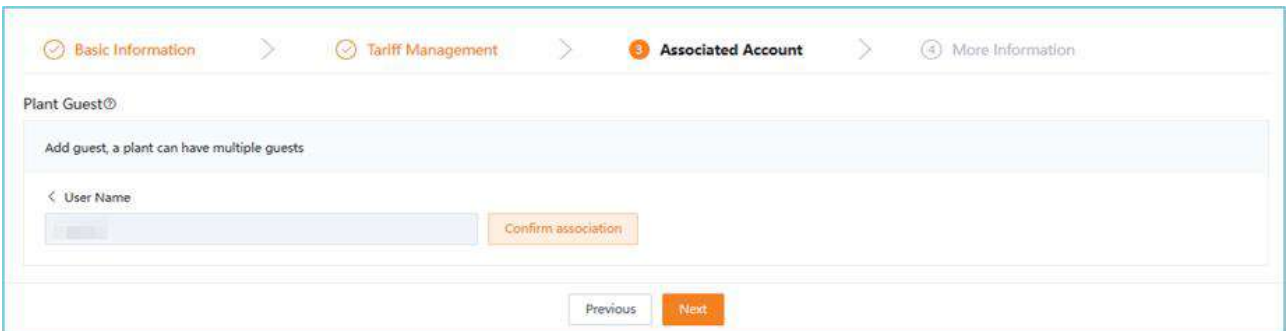 Basic Information
Tariff Management
3 Associated Account
4 More Information
Plant Guest?
Add guest, a plant can have multiple guests
< User Name
Confirm association
Previous
Next